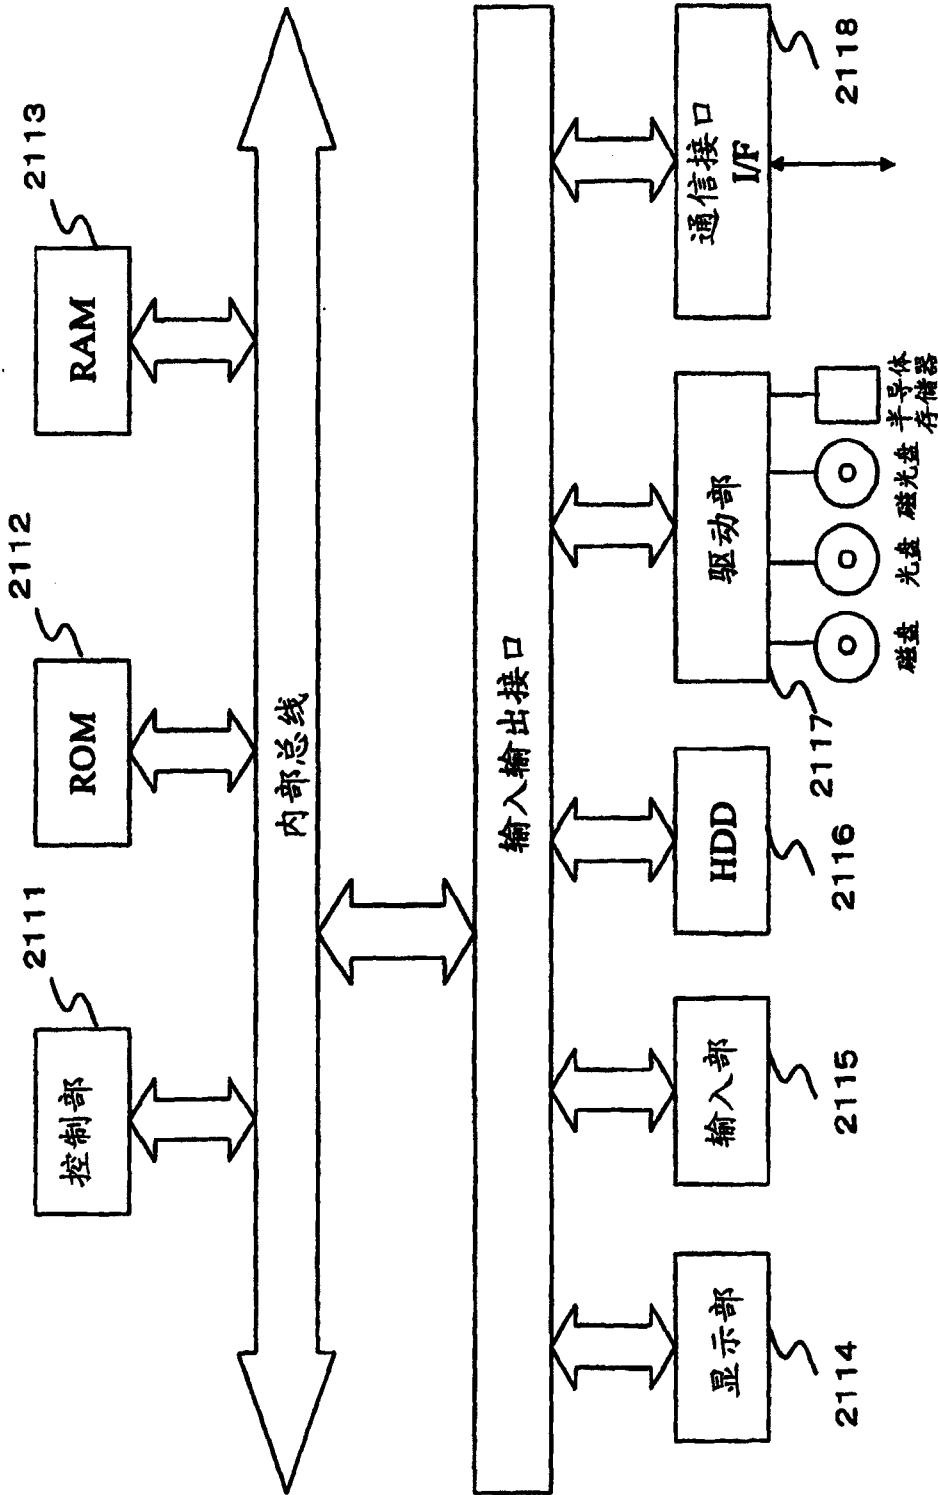 2111
2112
2113
控制部
ROM
RAM
内部总线
输入输出接口
显示部
输入部
HDD
驱动部
通信接口
I/F
2114
2115
2116
2117
2118
磁盘
光盘
磁光盘
半导体
存储器